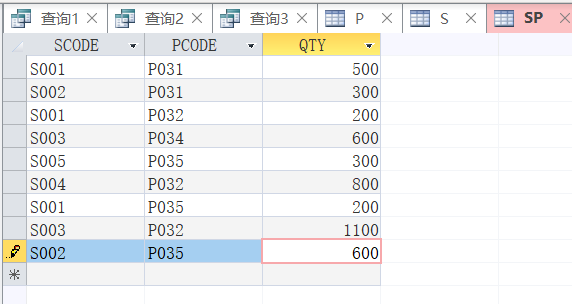 查询1 查询2 查询3 P S SP
SCODE PCODE QTY
S001 P031 500
S002 P031 300
S001 P032 200
S003 P034 600
S005 P035 300
S004 P032 800
S001 P035 200
S003 P032 1100
S002 P035 600